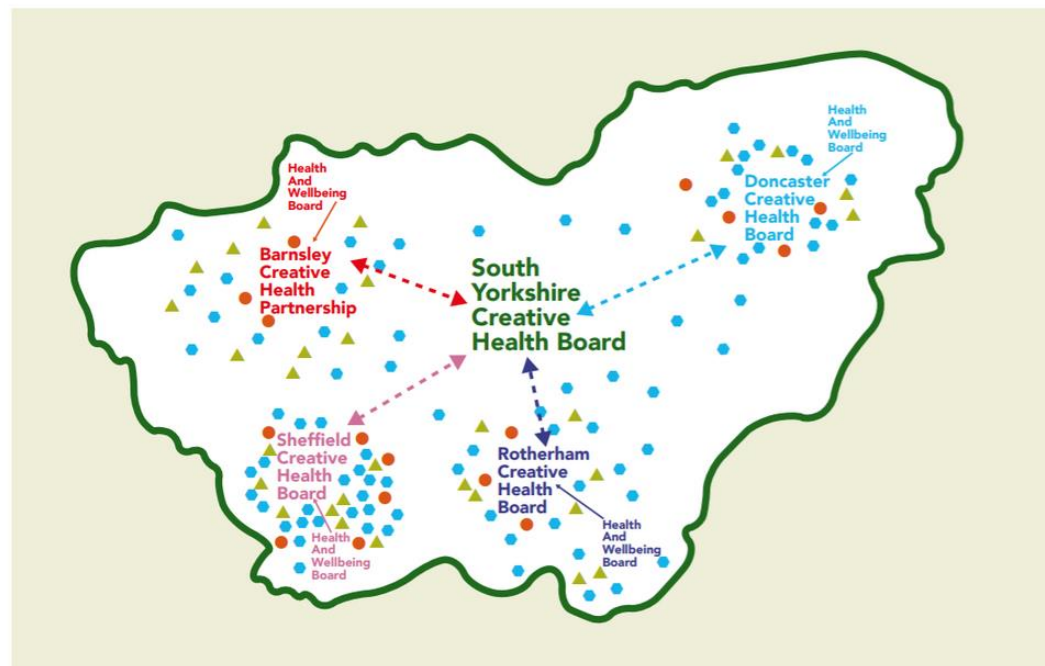 Health
And
Wellbeing
Board
Barnsley
Creative
Health
Partnership
Health
And
Wellbeing
Board
Doncaster
Creative
Health
Board
South
Yorkshire
Creative
Health Board
Sheffield
Creative
Health
Board
Health
And
Wellbeing
Board
Rotherham
Creative
Health
Board
Health
And
Wellbeing
Board